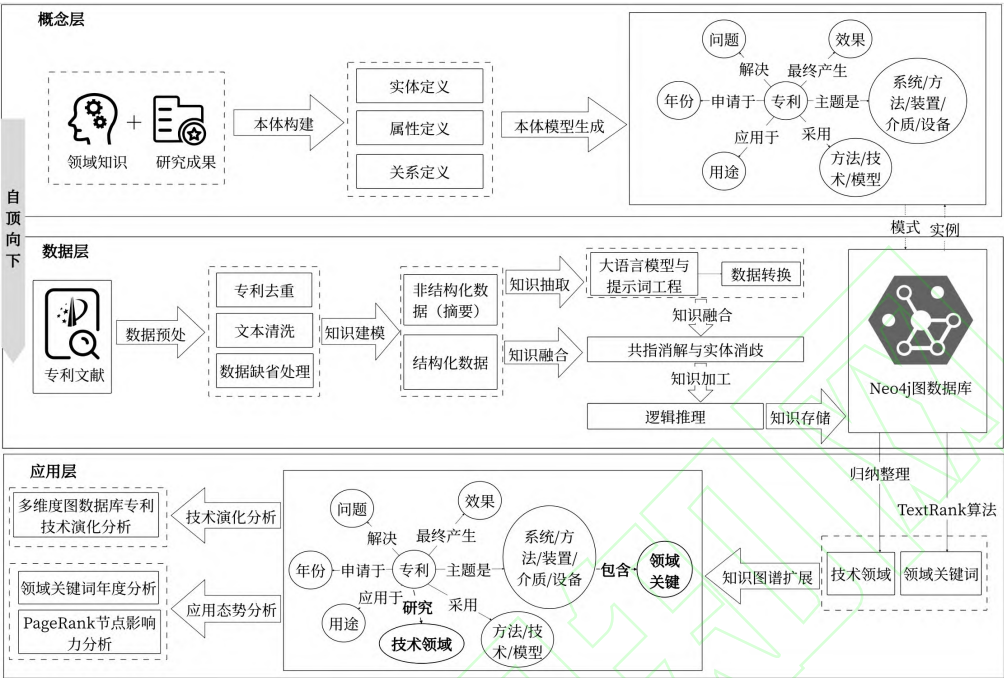 概念层
领域知识
研究成果
本体构建
实体定义
属性定义
关系定义
本体模型生成
问题
效果
解决
最终产生
年份
申请于
专利
主题是
系统/方
法/装置/
介质/设备
应用于
采用
用途
方法/技
术/模型
自
顶
向
下
模式
实例
数据层
专利文献
数据预处
专利去重
文本清洗
数据缺省处理
知识建模
非结构化数
据（摘要）
结构化数据
知识抽取
大语言模型与
提示词工程
数据转换
知识融合
知识融合
共指消解与实体消歧
知识加工
逻辑推理
知识存储
Neo4j图数据库
应用层
归纳整理
TextRank算法
技术领域
领域关键词
知识图谱扩展
问题
效果
解决
最终产生
年份
申请于
专利
主题是
系统/方
法/装置/
介质/设备
包含
领域
关键
应用于
研究
采用
用途
技术领域
方法/技
术/模型
技术演化分析
多维度图数据库专利
技术演化分析
应用态势分析
领域关键词年度分析
PageRank节点影响
力分析